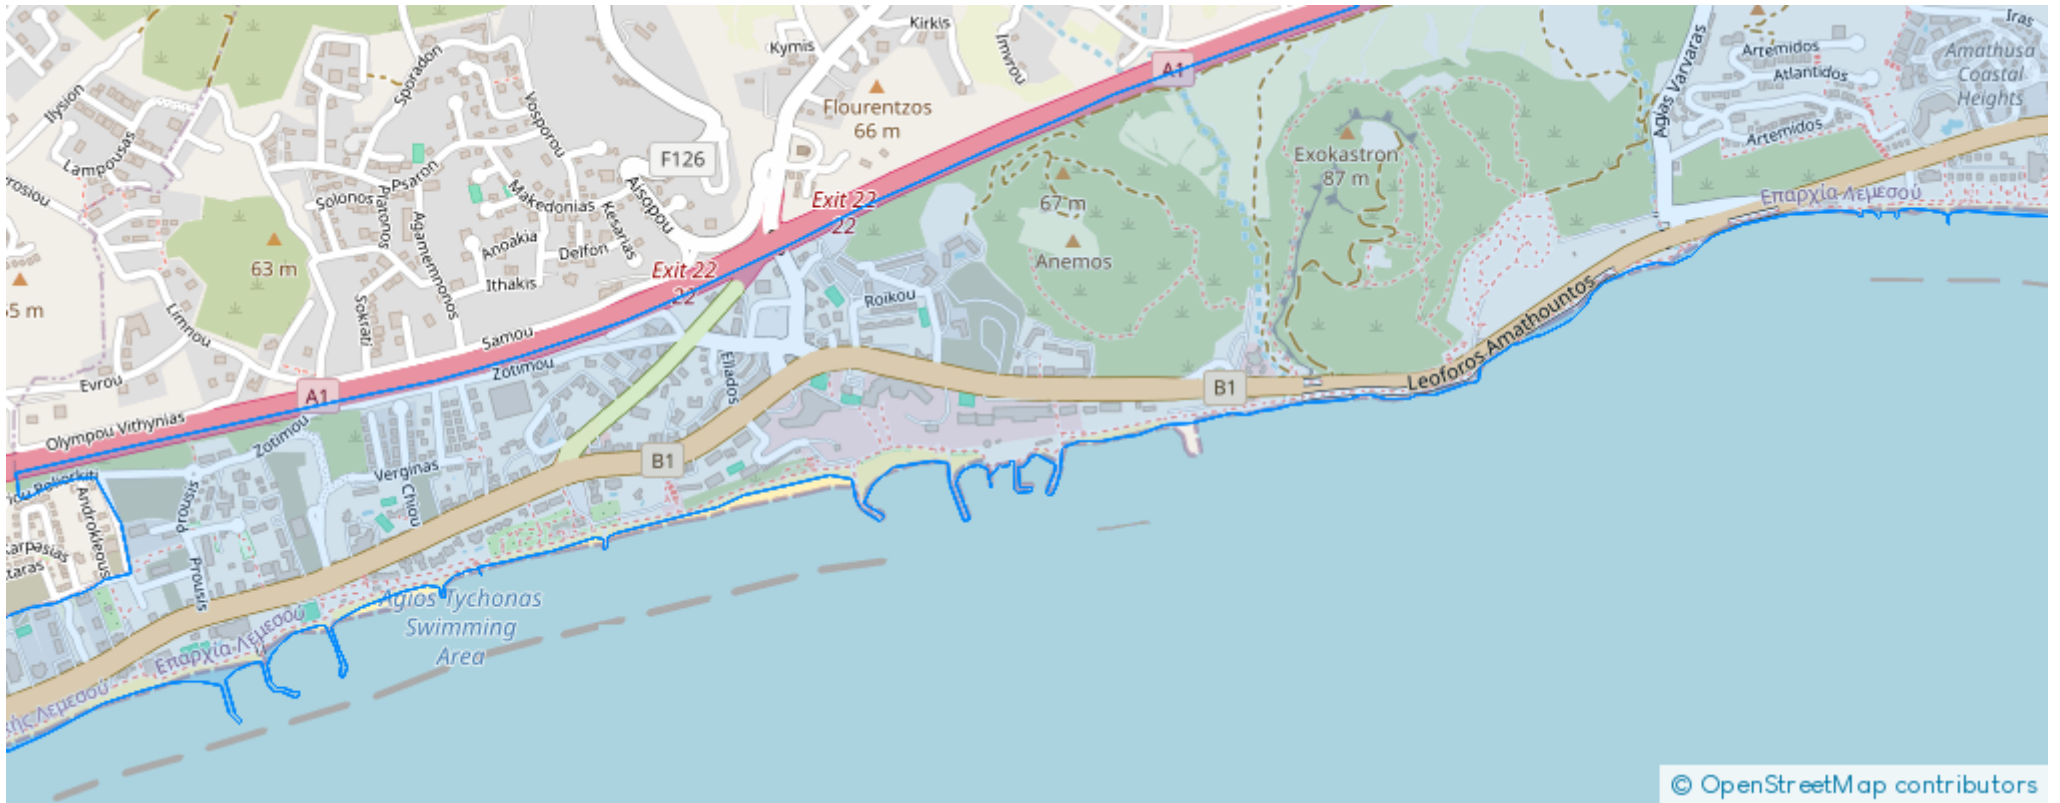 Kirkis
Kymis
Imvrou
A1
Iras
Artemidos
Amathusa
Coastal
Heights
Atlantidos
Artemidos
Agias Varvaras
Sporadon
Ilysion
Vosporou
Flourentzos
66 m
F126
Lampousas
Exokastron
87 m
Psaron
Solonos
Platonos
Makedonias
Aisopou
Kesarias
Exit 22
22
67 m
Επαρχία Λεμεσού
Agamemnonos
Anoakia
Delfon
Anemos
63 m
Exit 22
22
Ithakis
Roikou
Sokrati
Limnou
Samou
Zotimou
Eliados
Leoforos Amathountos
Evrou
A1
B1
Olympou Vithynias
Zotimou
Verginas
B1
Chiou
Androkleous
Prousis
Karpasias
Prousis
Agios Tychonas
Swimming
Area
Επαρχία Λεμεσού
© OpenStreetMap contributors